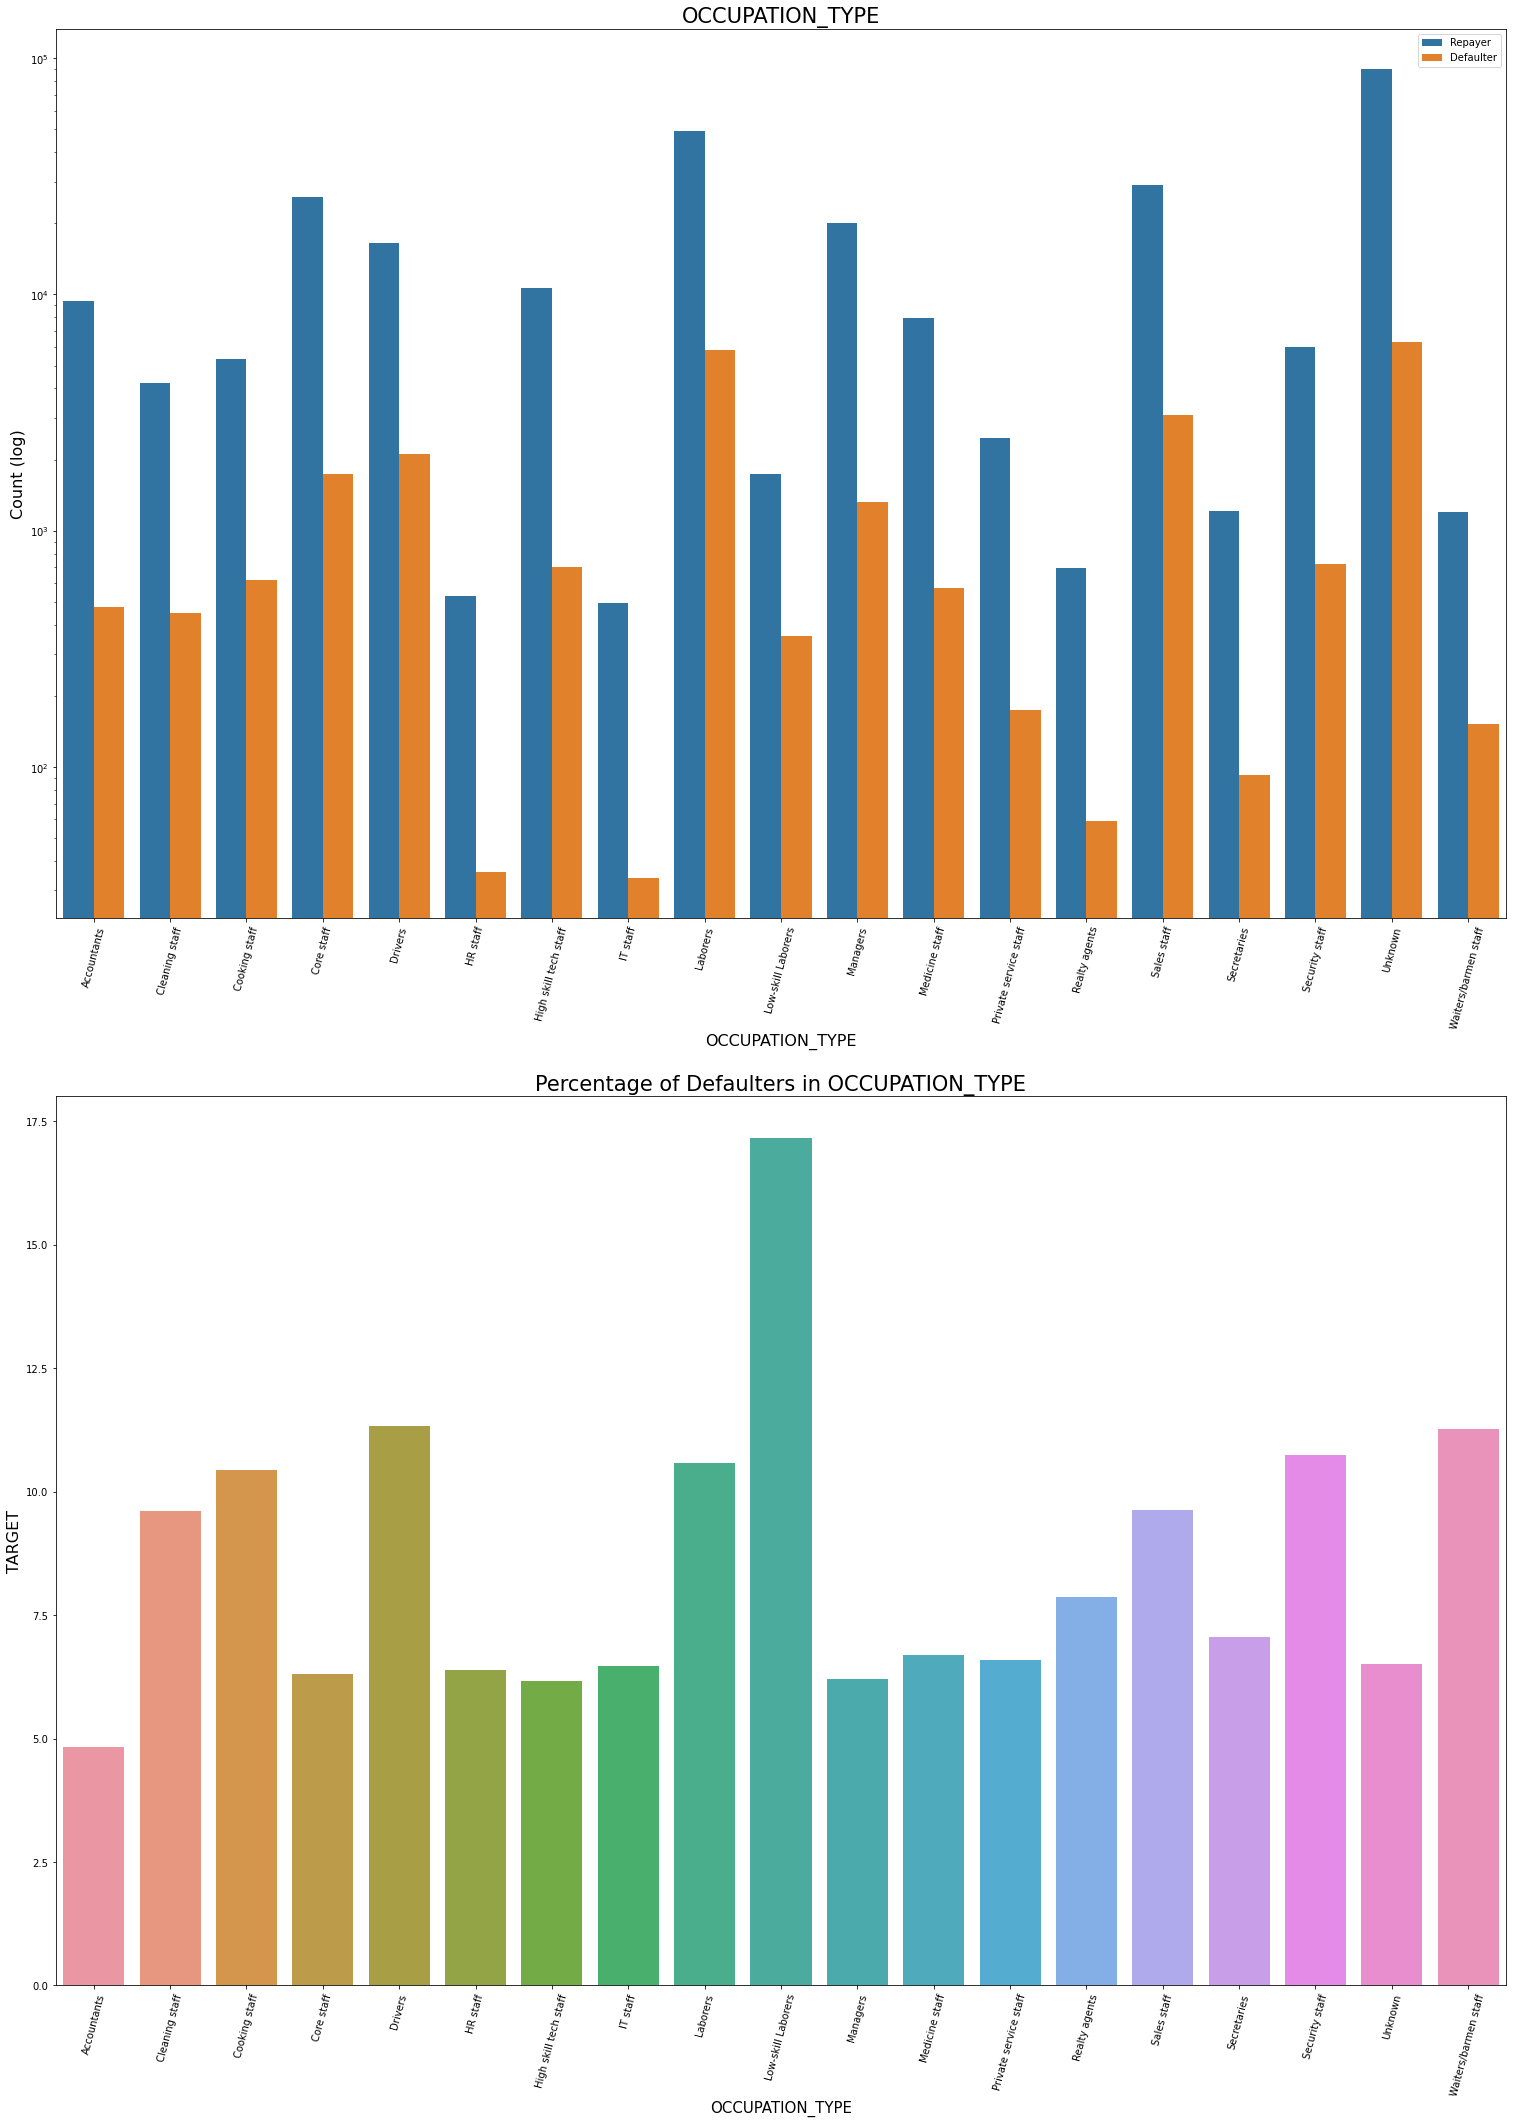 OCCUPATION_TYPE
Repayer
Defaulter
10⁵
10⁴
10³
10²
Count (log)
Accountants
Cleaning staff
Cooking staff
Core staff
Drivers
HR staff
High skill tech staff
IT staff
Laborers
Low-skill Laborers
Managers
Medicine staff
Private service staff
Realty agents
Sales staff
Secretaries
Security staff
Unknown
Waiters/barmen staff
OCCUPATION_TYPE
Percentage of Defaulters in OCCUPATION_TYPE
17.5
15.0
12.5
10.0
7.5
5.0
2.5
0.0
TARGET
Accountants
Cleaning staff
Cooking staff
Core staff
Drivers
HR staff
High skill tech staff
IT staff
Laborers
Low-skill Laborers
Managers
Medicine staff
Private service staff
Realty agents
Sales staff
Secretaries
Security staff
Unknown
Waiters/barmen staff
OCCUPATION_TYPE